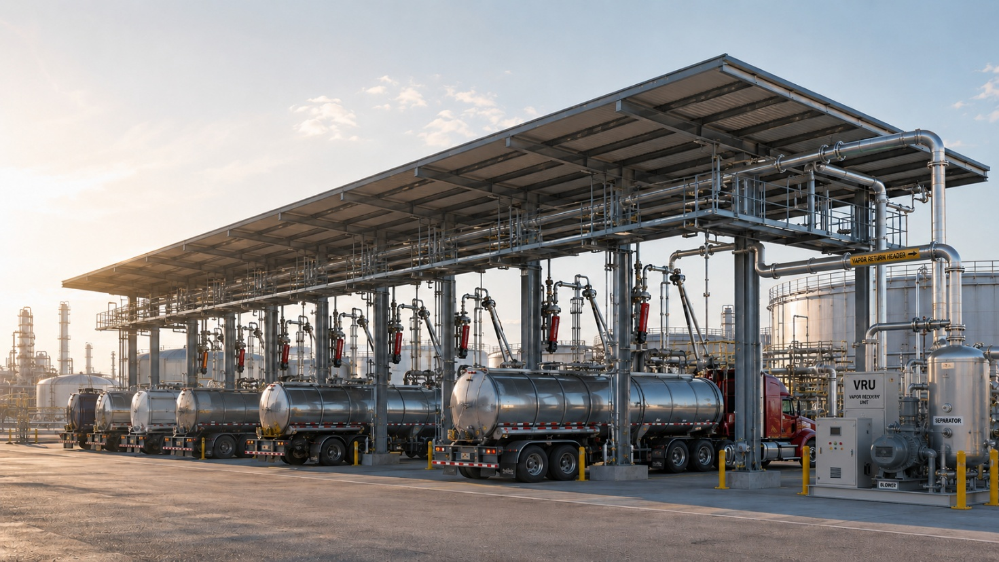 VAPOR RETURN HEADER →
VRU
VAPOR RECOVERY
UNIT
SEPARATOR
BLOWER